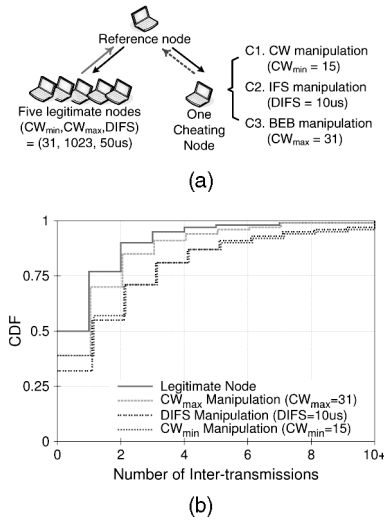 Reference node
C1. CW manipulation
(CWmin = 15)
C2. IFS manipulation
(DIFS = 10us)
C3. BEB manipulation
(CWmax = 31)
Five legitimate nodes
(CWmin,CWmax,DIFS)
= (31, 1023, 50us)
One
Cheating
Node
(a)
1
0.75
0.5
0.25
0
CDF
Legitimate Node
CWmax Manipulation (CWmax=31)
DIFS Manipulation (DIFS=10us)
CWmin Manipulation (CWmin=15)
0 2 4 6 8 10+
Number of Inter-transmissions
(b)